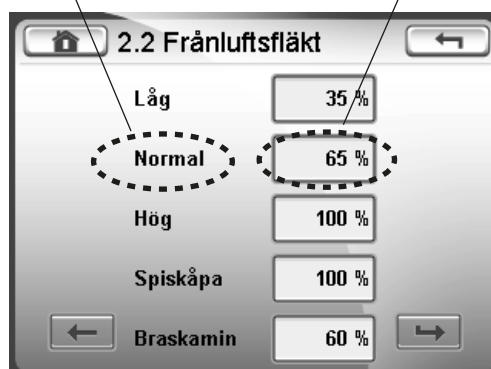 2.2 Frånluftsfläkt
Låg 35 %
Normal 65 %
Hög 100 %
Spiskåpa 100 %
Braskamin 60 %